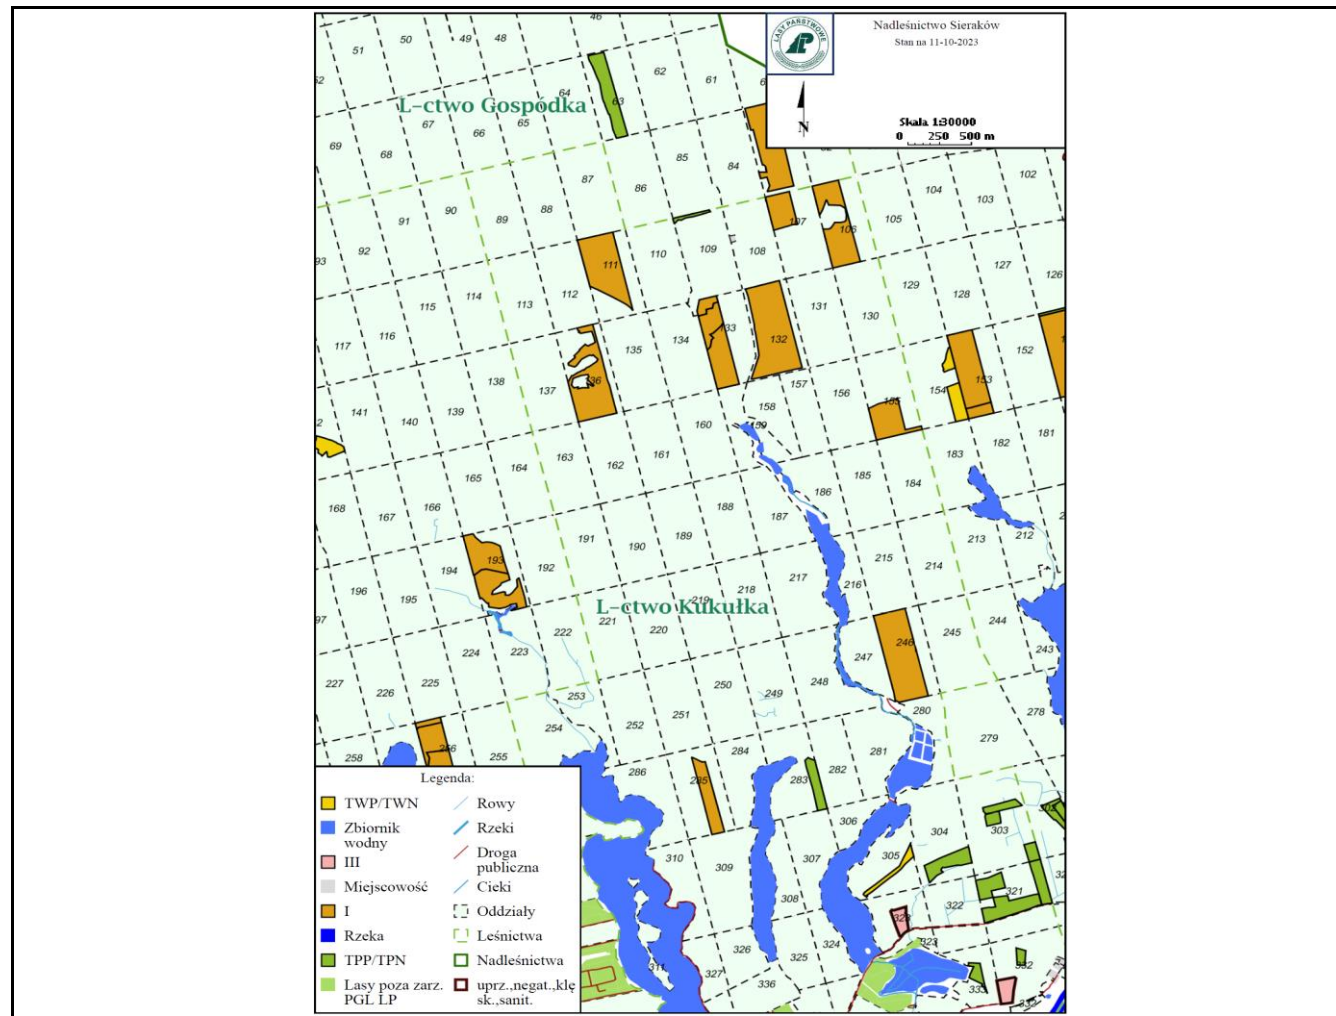 Nadleśnictwo Sieraków
Stan na 11-10-2023
LASY PAŃSTWOWE
N
Skala 1:30000
0 250 500 m
46
51 50 49 48
62 61
64 63
L-ctwo Gospódka
67 66 65
69 68
85 84
87 86
104 103 102
91 90 89 88
107 106 105
93 92
111 110 109 108
127 126
115 114 113 112
129 128
117 116
131 130
135 134 133 132
152
138 137 136
157 156 155 154 153
141 140 139
160 159 158
182 181
165 164 163 162 161
186 185 184 183
168 167 166
188 187
191 190 189
213 212
194 193 192
217 216 215 214
196 195
219 218
L-ctwo Kukułka
222 221 220
247 246 245 244
224 223
243
227 226 225
250 249 248
253
252 251
280 278
254
284 281 279
258 256 255
286 285 283 282
306 304 303
310 309 307 305
308 322 321
328
326 325 324 323
311 327 336
332
333 335
Legenda:
TWP/TWN
Zbiornik
wodny
III
Miejscowość
I
Rzeka
TPP/TPN
Lasy poza zarz.
PGL LP
Rowy
Rzeki
Droga
publiczna
Cieki
Oddziały
Leśnictwa
Nadleśnictwa
uprz.,negat.,klę
sk.,sanit.